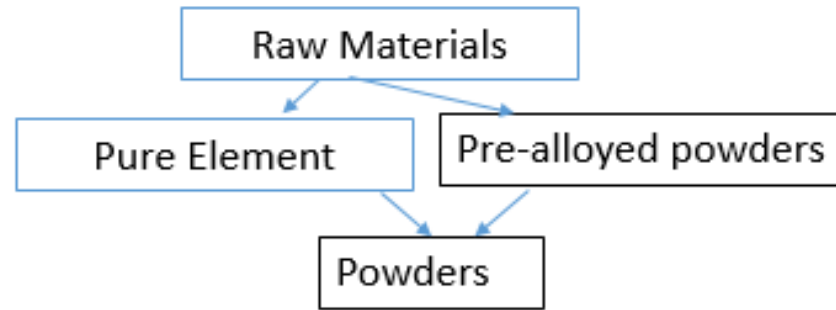 Raw Materials
Pure Element
Pre-alloyed powders
Powders